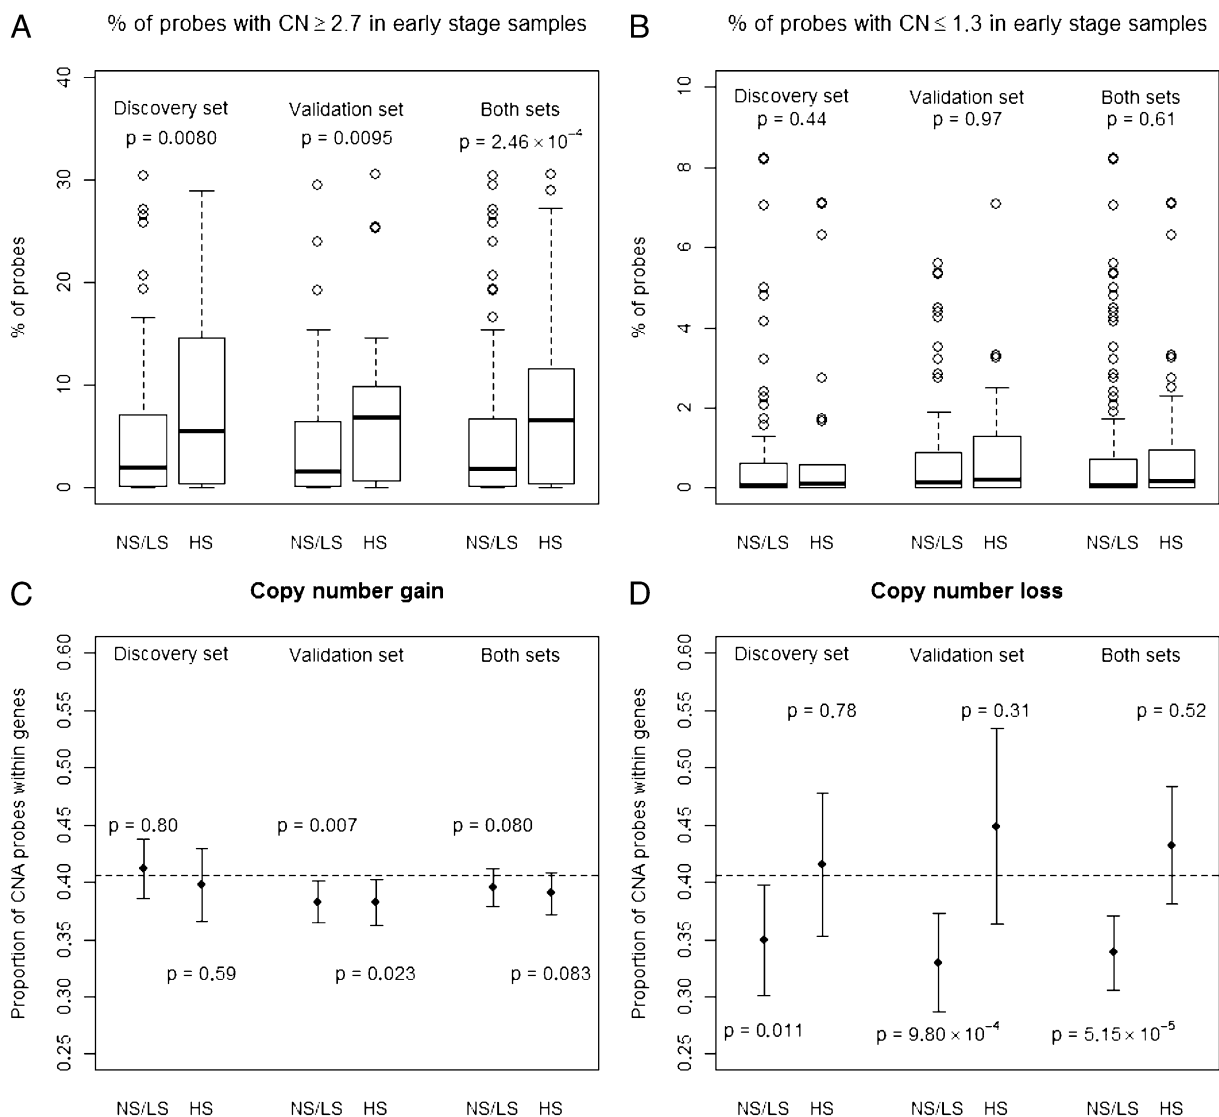 A
% of probes with CN ≥ 2.7 in early stage samples
% of probes
40
30
20
10
0
Discovery set
p = 0.0080
Validation set
p = 0.0095
Both sets
p = 2.46 × 10⁻⁴
NS/LS HS NS/LS HS NS/LS HS
B
% of probes with CN ≤ 1.3 in early stage samples
% of probes
10
8
6
4
2
0
Discovery set
p = 0.44
Validation set
p = 0.97
Both sets
p = 0.61
NS/LS HS NS/LS HS NS/LS HS
C
Copy number gain
Proportion of CNA probes within genes
0.60
0.55
0.50
0.45
0.40
0.35
0.30
0.25
Discovery set
Validation set
Both sets
p = 0.80
p = 0.007
p = 0.080
p = 0.59
p = 0.023
p = 0.083
NS/LS HS NS/LS HS NS/LS HS
D
Copy number loss
Proportion of CNA probes within genes
0.60
0.55
0.50
0.45
0.40
0.35
0.30
0.25
Discovery set
Validation set
Both sets
p = 0.78
p = 0.31
p = 0.52
p = 0.011
p = 9.80 × 10⁻⁴
p = 5.15 × 10⁻⁵
NS/LS HS NS/LS HS NS/LS HS